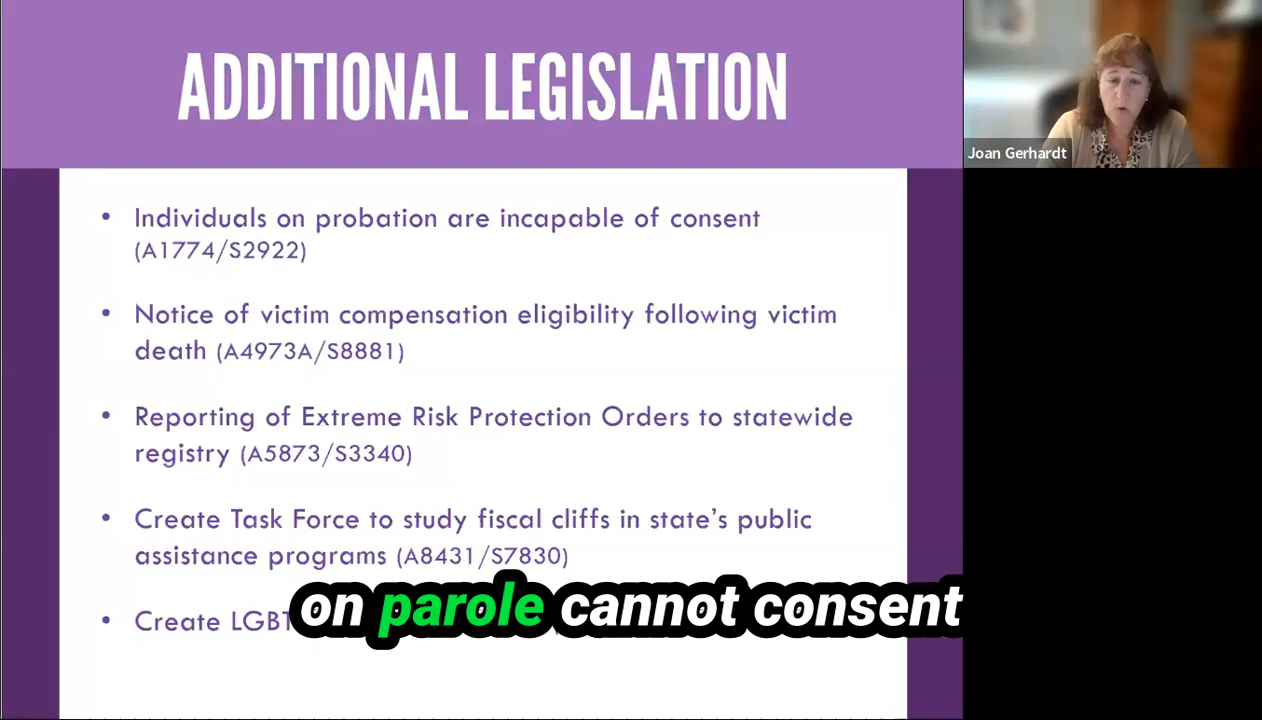 ADDITIONAL LEGISLATION
Joan Gerhardt
• Individuals on probation are incapable of consent
(A1774/S2922)
• Notice of victim compensation eligibility following victim
death (A4973A/S8881)
• Reporting of Extreme Risk Protection Orders to statewide
registry (A5873/S3340)
• Create Task Force to study fiscal cliffs in state's public
assistance programs (A8431/S7830)
• Create LGBT
on parole cannot consent